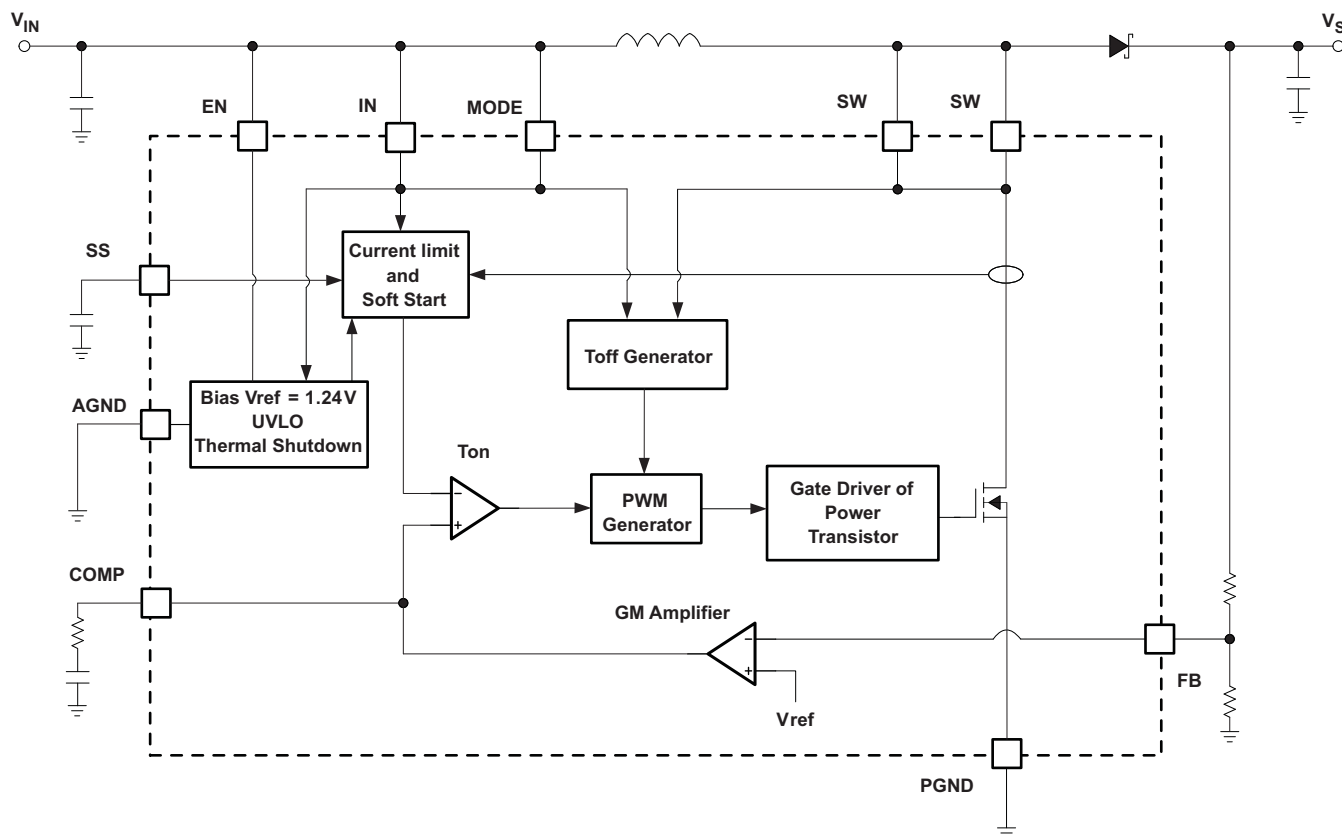 VIN
VS
EN
IN
MODE
SW
SW
SS
Current limit
and
Soft Start
Toff Generator
AGND
Bias Vref = 1.24V
UVLO
Thermal Shutdown
Ton
−
+
PWM
Generator
Gate Driver of
Power
Transistor
COMP
GM Amplifier
−
+
Vref
FB
PGND